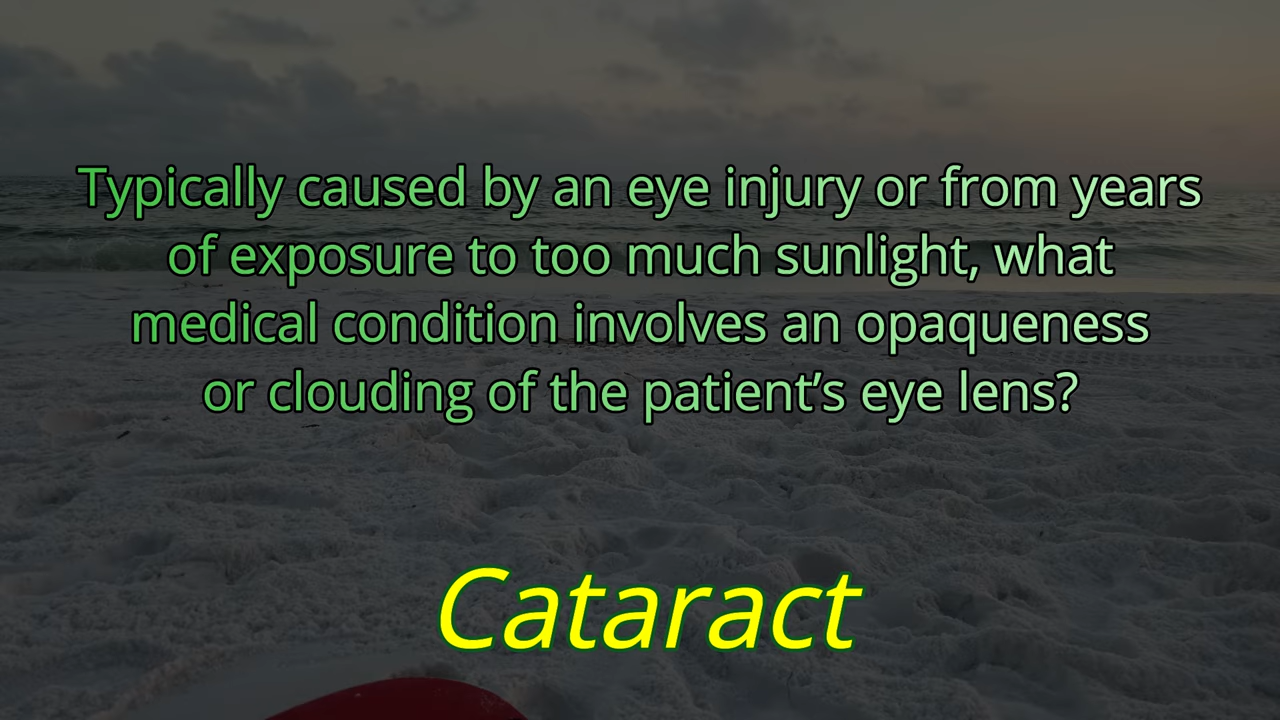 Typically caused by an eye injury or from years
of exposure to too much sunlight, what
medical condition involves an opaqueness
or clouding of the patient’s eye lens?
Cataract